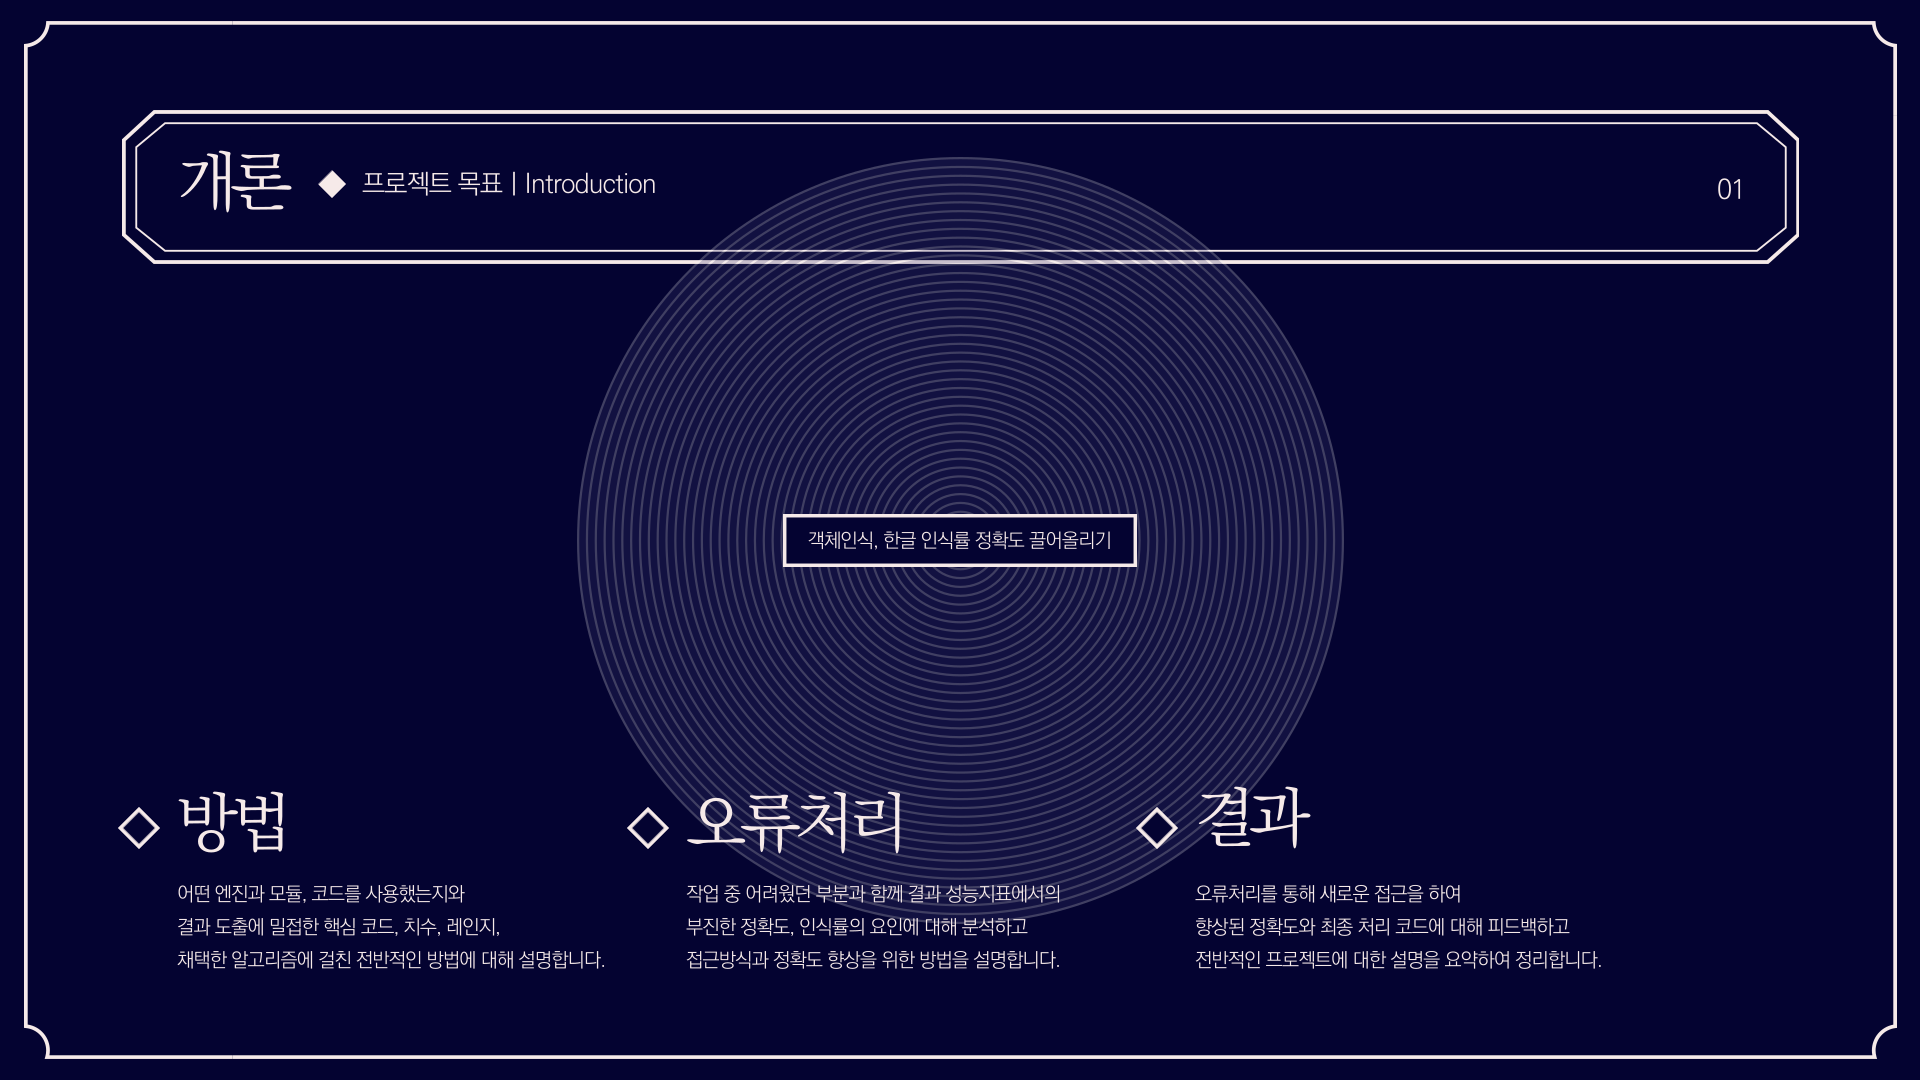 개론 ◆ 프로젝트 목표 | Introduction
01
객체인식, 한글 인식률 정확도 끌어올리기
방법
어떤 엔진과 모듈, 코드를 사용했는지와
결과 도출에 밀접한 핵심 코드, 치수, 레인지,
채택한 알고리즘에 걸친 전반적인 방법에 대해 설명합니다.
오류처리
작업 중 어려웠던 부분과 함께 결과 성능지표에서의
부진한 정확도, 인식률의 요인에 대해 분석하고
접근방식과 정확도 향상을 위한 방법을 설명합니다.
결과
오류처리를 통해 새로운 접근을 하여
향상된 정확도와 최종 처리 코드에 대해 피드백하고
전반적인 프로젝트에 대한 설명을 요약하여 정리합니다.